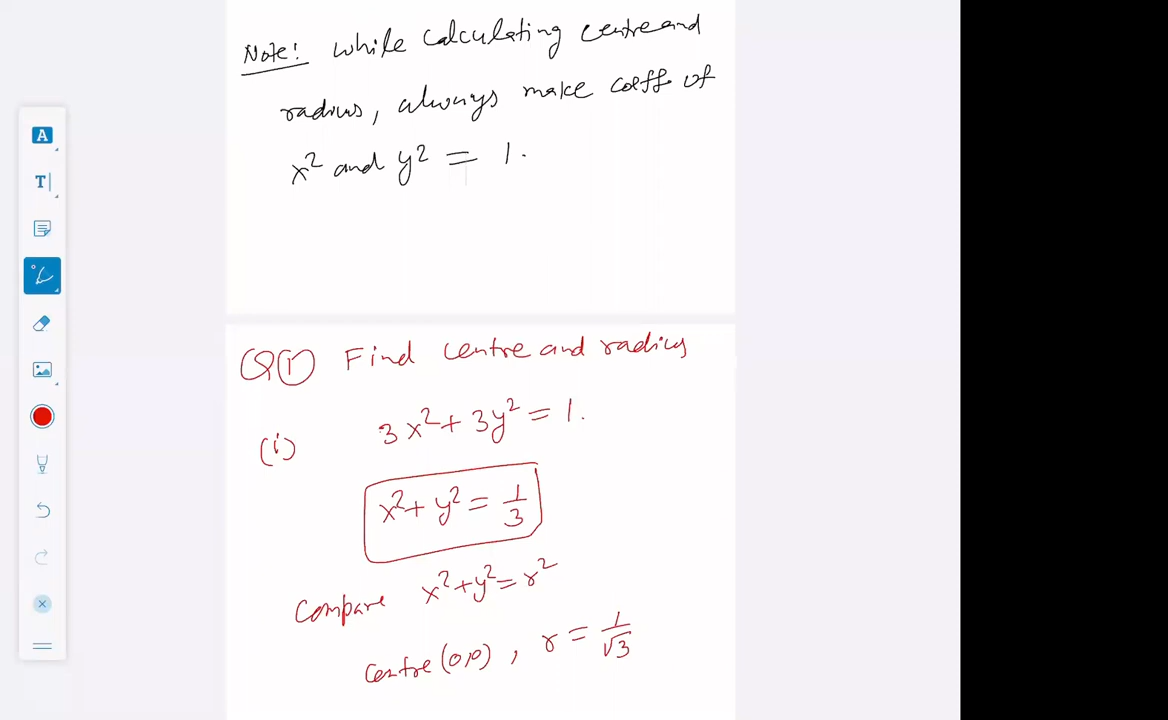 Note! while calculating centre and
radius, always make coeff. of
x² and y² = 1.
Q(1) Find centre and radius
(i) 3x² + 3y² = 1.
x² + y² = 1/3
Compare x² + y² = r²
Centre (0,0), r = 1/√3